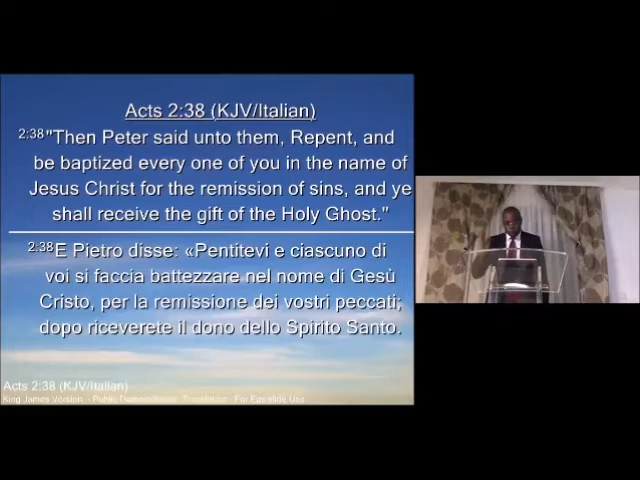 Acts 2:38 (KJV/Italian)
2:38"Then Peter said unto them, Repent, and
be baptized every one of you in the name of
Jesus Christ for the remission of sins, and ye
shall receive the gift of the Holy Ghost."
2:38E Pietro disse: «Pentitevi e ciascuno di
voi si faccia battezzare nel nome di Gesù
Cristo, per la remissione dei vostri peccati;
dopo riceverete il dono dello Spirito Santo.
Acts 2:38 (KJV/Italian)
King James Version - Public Domain Translation For Use